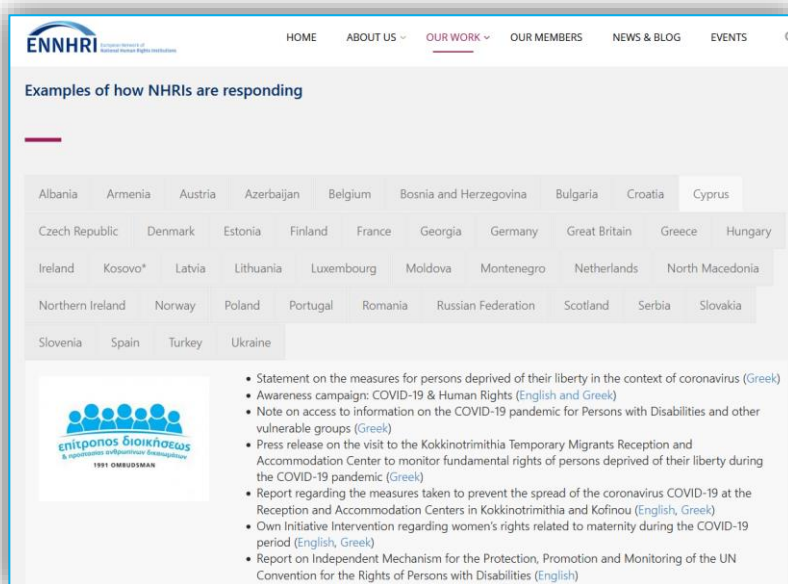 ENNHRI European Network of
National Human Rights Institutions
HOME ABOUT US OUR WORK OUR MEMBERS NEWS & BLOG EVENTS
Examples of how NHRIs are responding
Albania Armenia Austria Azerbaijan Belgium Bosnia and Herzegovina Bulgaria Croatia Cyprus
Czech Republic Denmark Estonia Finland France Georgia Germany Great Britain Greece Hungary
Ireland Kosovo* Latvia Lithuania Luxembourg Moldova Montenegro Netherlands North Macedonia
Northern Ireland Norway Poland Portugal Romania Russian Federation Scotland Serbia Slovakia
Slovenia Spain Turkey Ukraine
επίτροπος διοικήσεως
& προστασίας ανθρωπίνων δικαιωμάτων
1991 OMBUDSMAN
• Statement on the measures for persons deprived of their liberty in the context of coronavirus (Greek)
• Awareness campaign: COVID-19 & Human Rights (English and Greek)
• Note on access to information on the COVID-19 pandemic for Persons with Disabilities and other
vulnerable groups (Greek)
• Press release on the visit to the Kokkinotrimithia Temporary Migrants Reception and
Accommodation Center to monitor fundamental rights of persons deprived of their liberty during
the COVID-19 pandemic (Greek)
• Report regarding the measures taken to prevent the spread of the coronavirus COVID-19 at the
Reception and Accommodation Centers in Kokkinotrimithia and Kofinou (English, Greek)
• Own Initiative Intervention regarding women's rights related to maternity during the COVID-19
period (English, Greek)
• Report on Independent Mechanism for the Protection, Promotion and Monitoring of the UN
Convention for the Rights of Persons with Disabilities (English)